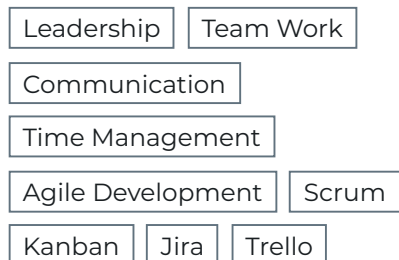 Leadership Team Work
Communication
Time Management
Agile Development Scrum
Kanban Jira Trello